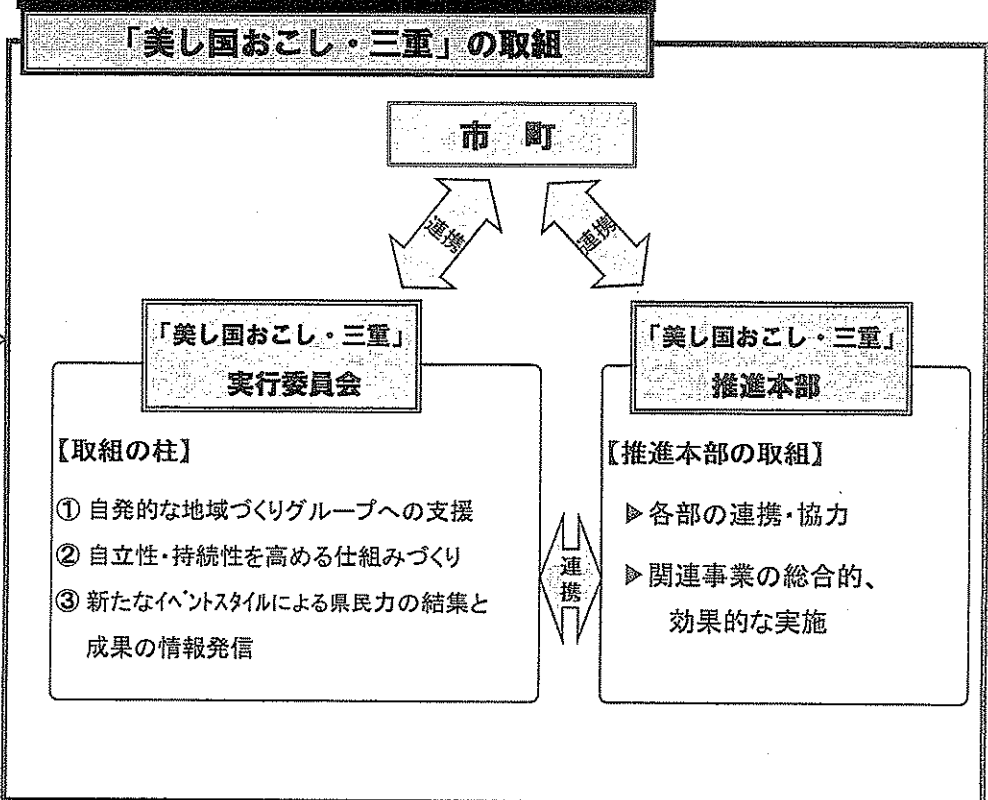 「美し国おこし・三重」の取組
市 町
連携
連携
「美し国おこし・三重」
実行委員会
【取組の柱】
① 自発的な地域づくりグループへの支援
② 自立性・持続性を高める仕組みづくり
③ 新たなイベントスタイルによる県民力の結集と
成果の情報発信
連携
「美し国おこし・三重」
推進本部
【推進本部の取組】
▶各部の連携・協力
▶関連事業の総合的、
効果的な実施